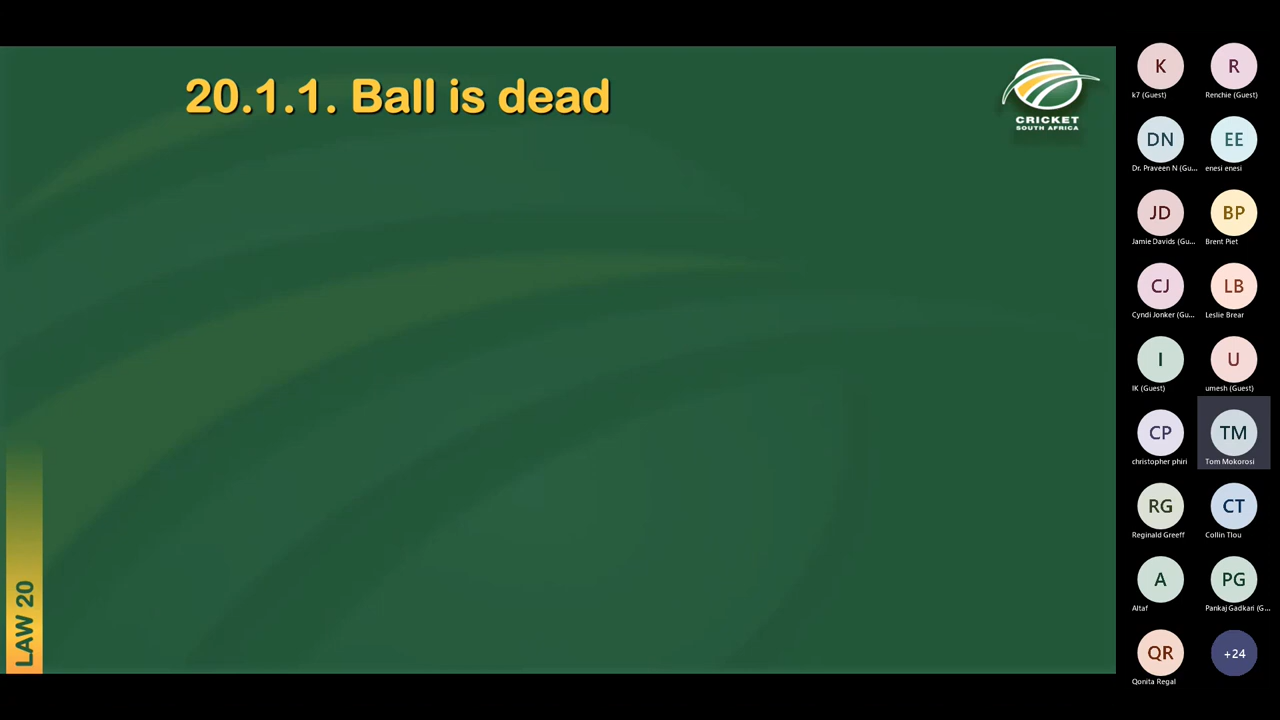 20.1.1. Ball is dead
CRICKET
SOUTH AFRICA
LAW 20
K
k7 (Guest)
R
Renchie (Guest)
DN
Dr. Praveen N (Gu...
EE
enesi enesi
JD
Jamie Davids (Gu...
BP
Brent Piet
CJ
Cyndi Jonker (Gu...
LB
Leslie Brear
I
IK (Guest)
U
umesh (Guest)
CP
christopher phiri
TM
Tom Mokorosi
RG
Reginald Greeff
CT
Collin Tlou
A
Altaf
PG
Pankaj Gadkari (G...
QR
Qonita Regal
+24